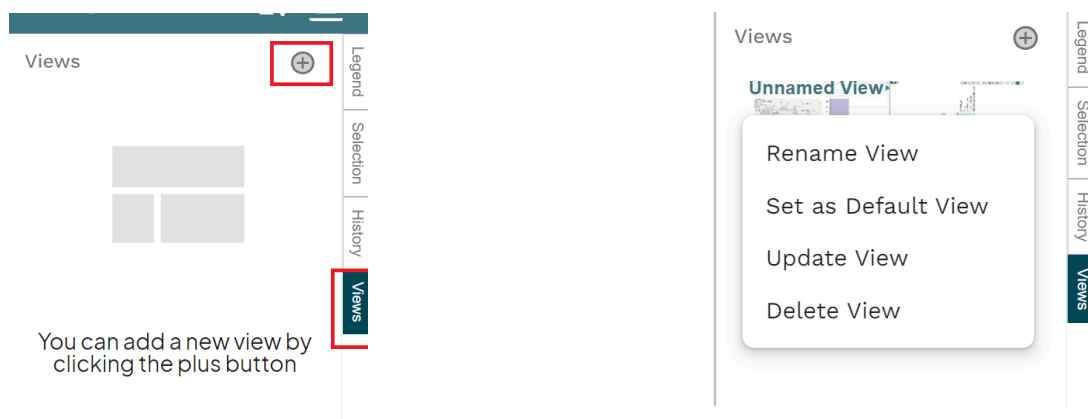 Views
Legend
Selection
History
Views
You can add a new view by
clicking the plus button
Views
Unnamed View
Rename View
Set as Default View
Update View
Delete View
Legend
Selection
History
Views